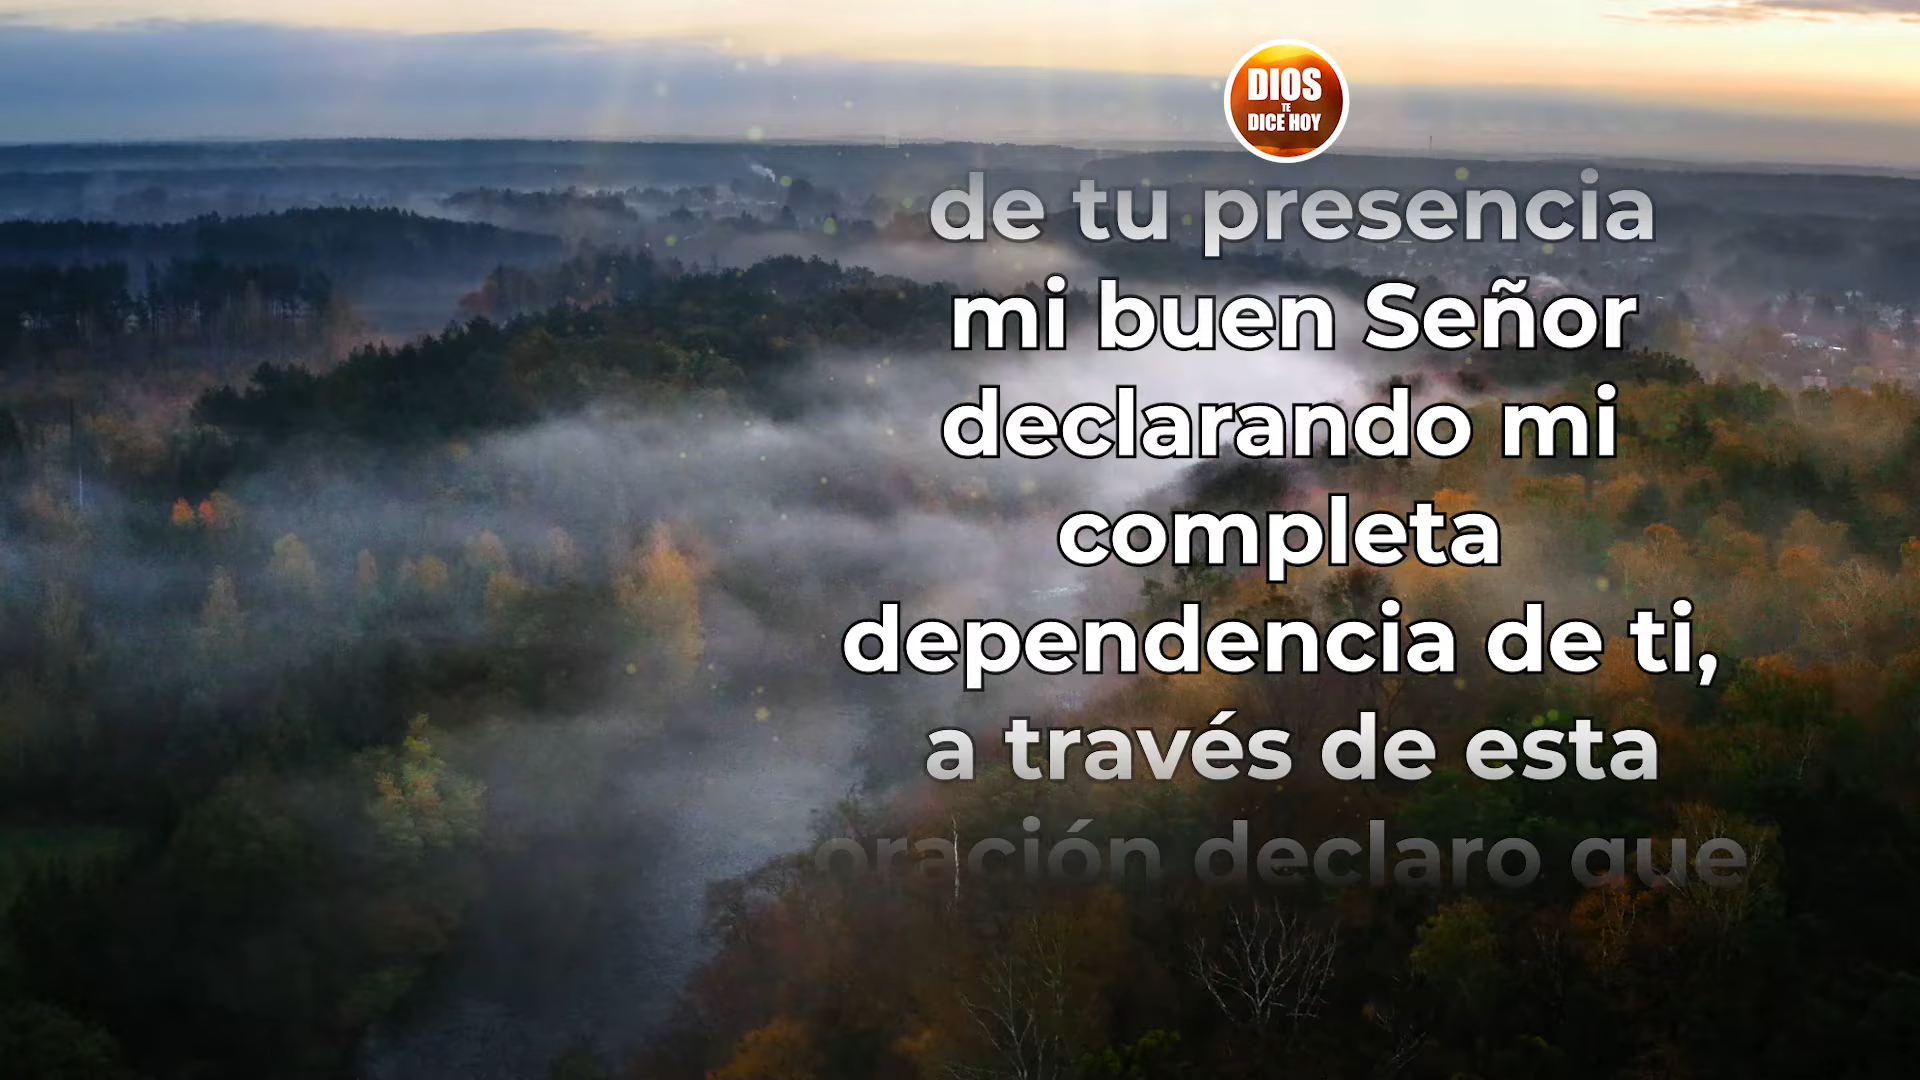 DIOS
TE
DICE HOY
de tu presencia
mi buen Señor
declarando mi
completa
dependencia de ti,
a través de esta
oración declaro que